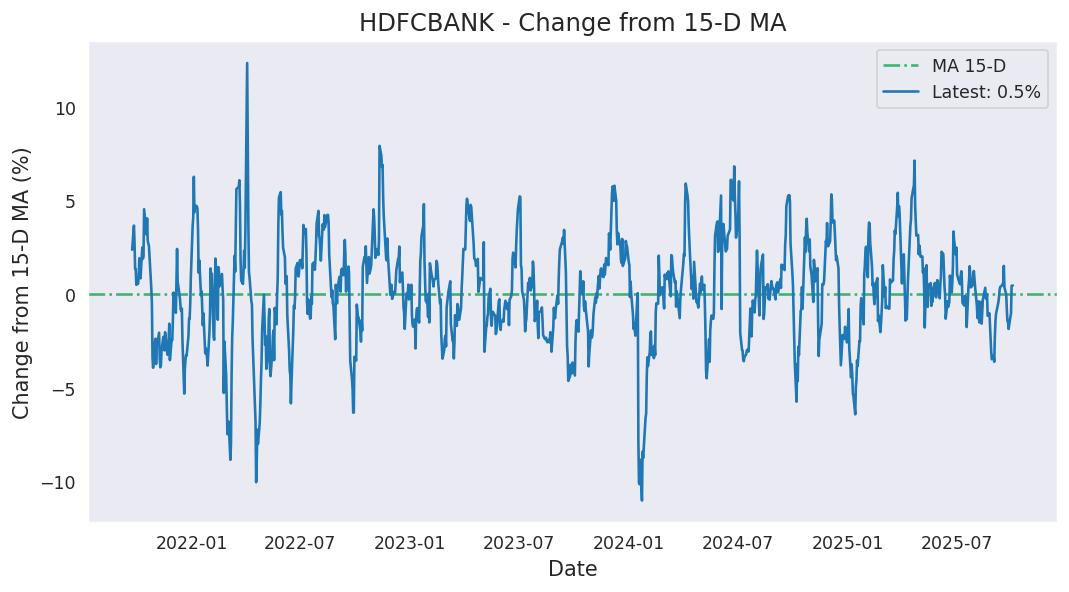 HDFCBANK - Change from 15-D MA
MA 15-D
Latest: 0.5%
Change from 15-D MA (%)
10
5
0
−5
−10
2022-01
2022-07
2023-01
2023-07
2024-01
2024-07
2025-01
2025-07
Date